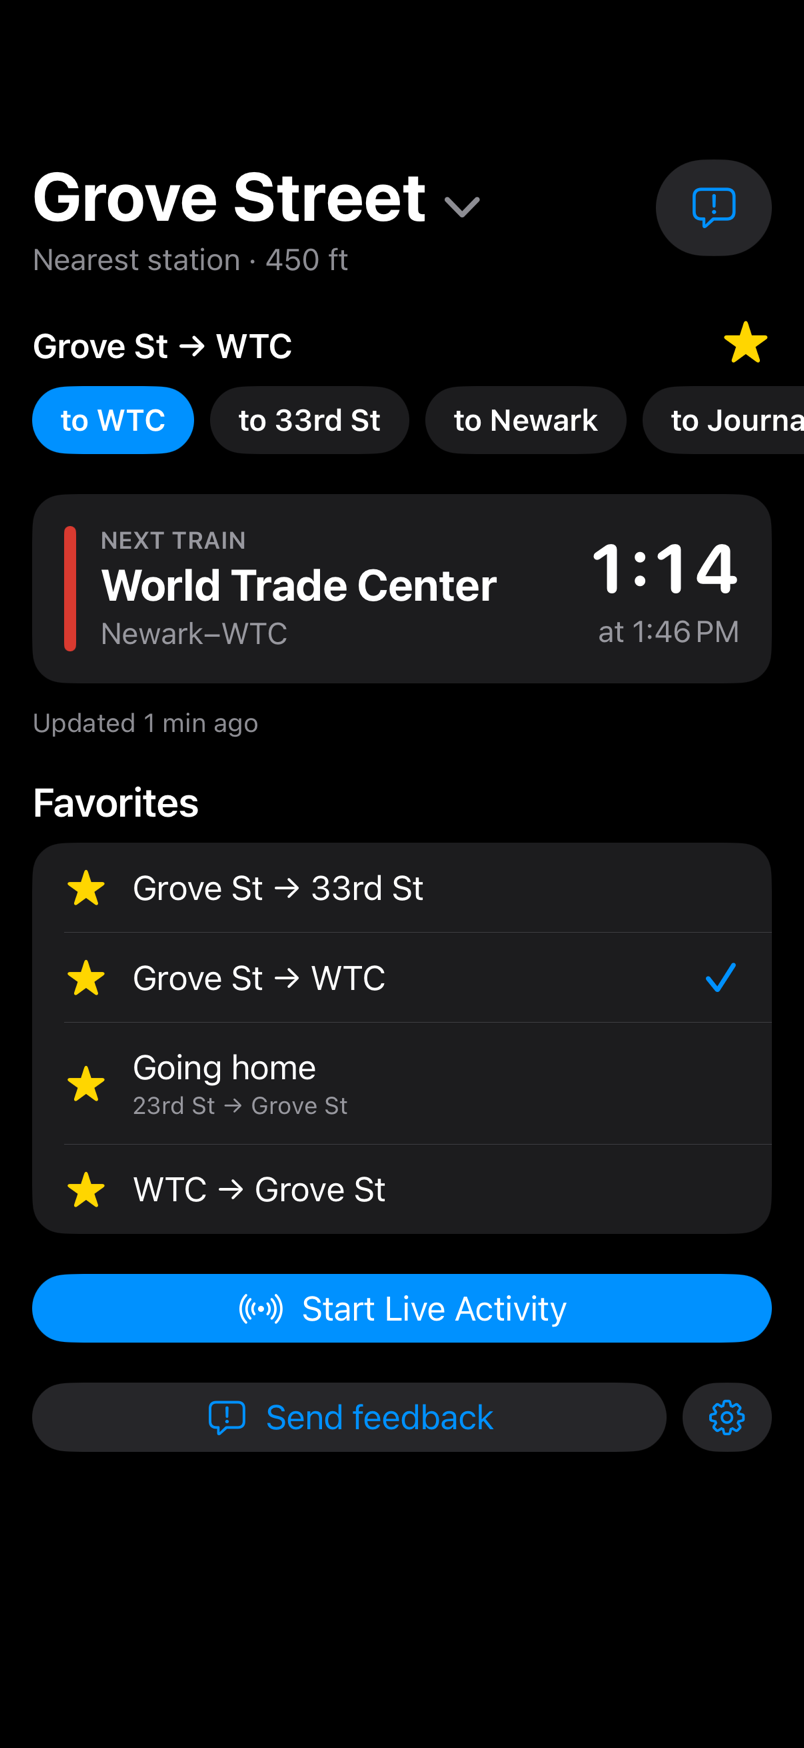 Grove Street
Nearest station · 450 ft
Grove St → WTC
to WTC
to 33rd St
to Newark
to Journa
NEXT TRAIN
World Trade Center
Newark–WTC
1:14
at 1:46 PM
Updated 1 min ago
Favorites
Grove St → 33rd St
Grove St → WTC
Going home
23rd St → Grove St
WTC → Grove St
Start Live Activity
Send feedback